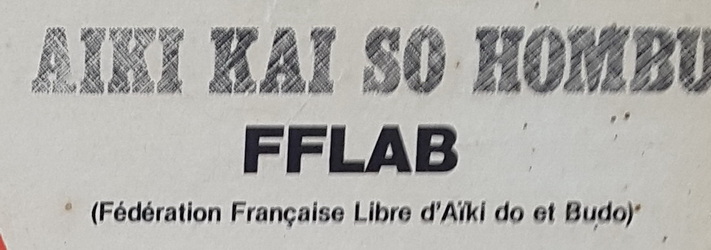 AIKI KAI SO HOMBU
FFLAB
(Fédération Française Libre d'Aïki do et Budo)